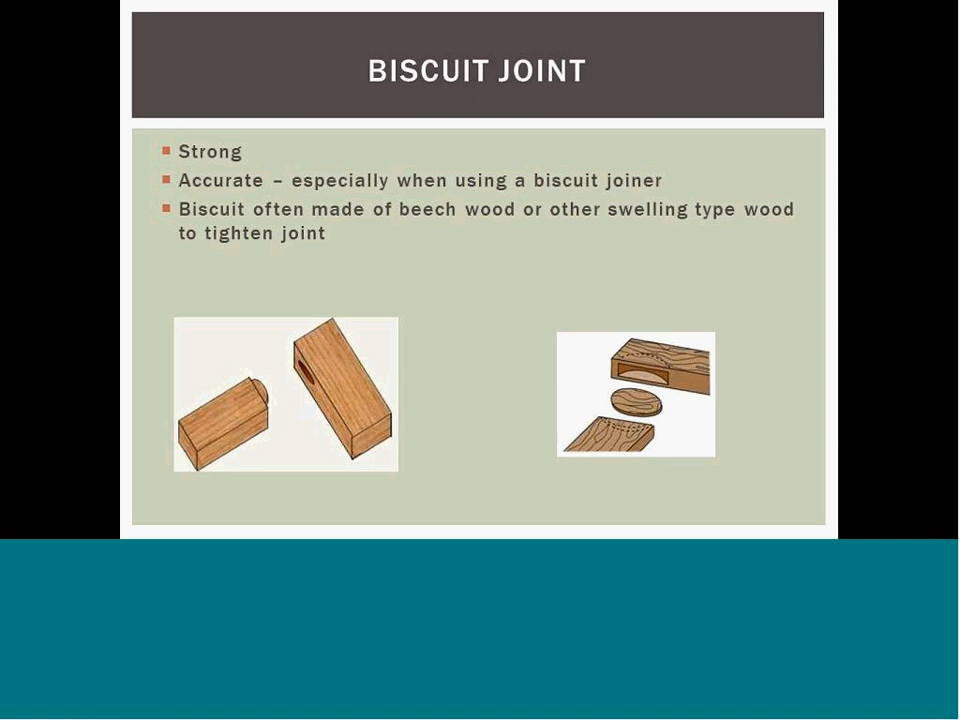 BISCUIT JOINT
Strong
Accurate – especially when using a biscuit joiner
Biscuit often made of beech wood or other swelling type wood
to tighten joint